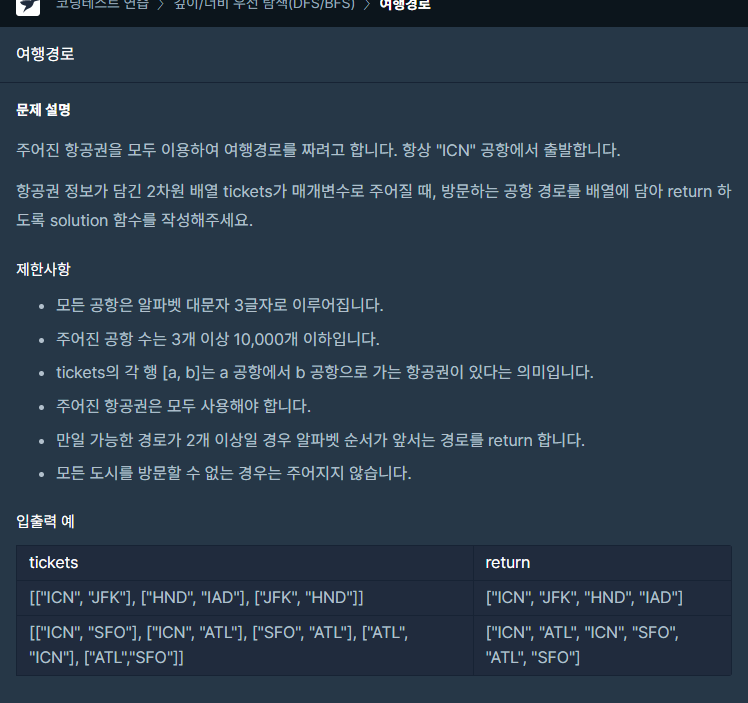 코딩테스트 연습 > 깊이/너비 우선 탐색(DFS/BFS) > 여행경로
여행경로
문제 설명
주어진 항공권을 모두 이용하여 여행경로를 짜려고 합니다. 항상 "ICN" 공항에서 출발합니다.
항공권 정보가 담긴 2차원 배열 tickets가 매개변수로 주어질 때, 방문하는 공항 경로를 배열에 담아 return 하
도록 solution 함수를 작성해주세요.
제한사항
• 모든 공항은 알파벳 대문자 3글자로 이루어집니다.
• 주어진 공항 수는 3개 이상 10,000개 이하입니다.
• tickets의 각 행 [a, b]는 a 공항에서 b 공항으로 가는 항공권이 있다는 의미입니다.
• 주어진 항공권은 모두 사용해야 합니다.
• 만일 가능한 경로가 2개 이상일 경우 알파벳 순서가 앞서는 경로를 return 합니다.
• 모든 도시를 방문할 수 없는 경우는 주어지지 않습니다.
입출력 예
tickets return
[["ICN", "JFK"], ["HND", "IAD"], ["JFK", "HND"]] ["ICN", "JFK", "HND", "IAD"]
[["ICN", "SFO"], ["ICN", "ATL"], ["SFO", "ATL"], ["ATL", ["ICN", "ATL", "ICN", "SFO",
"ICN"], ["ATL","SFO"]] "ATL", "SFO"]